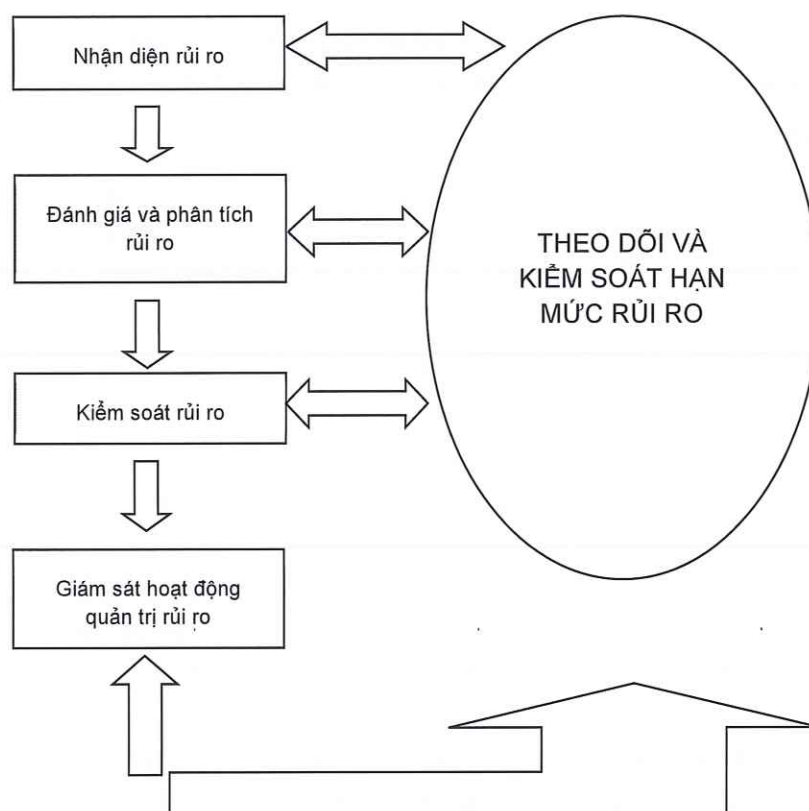 Nhận diện rủi ro
Đánh giá và phân tích
rủi ro
Kiểm soát rủi ro
Giám sát hoạt động
quản trị rủi ro
THEO DÕI VÀ
KIỂM SOÁT HẠN
MỨC RỦI RO